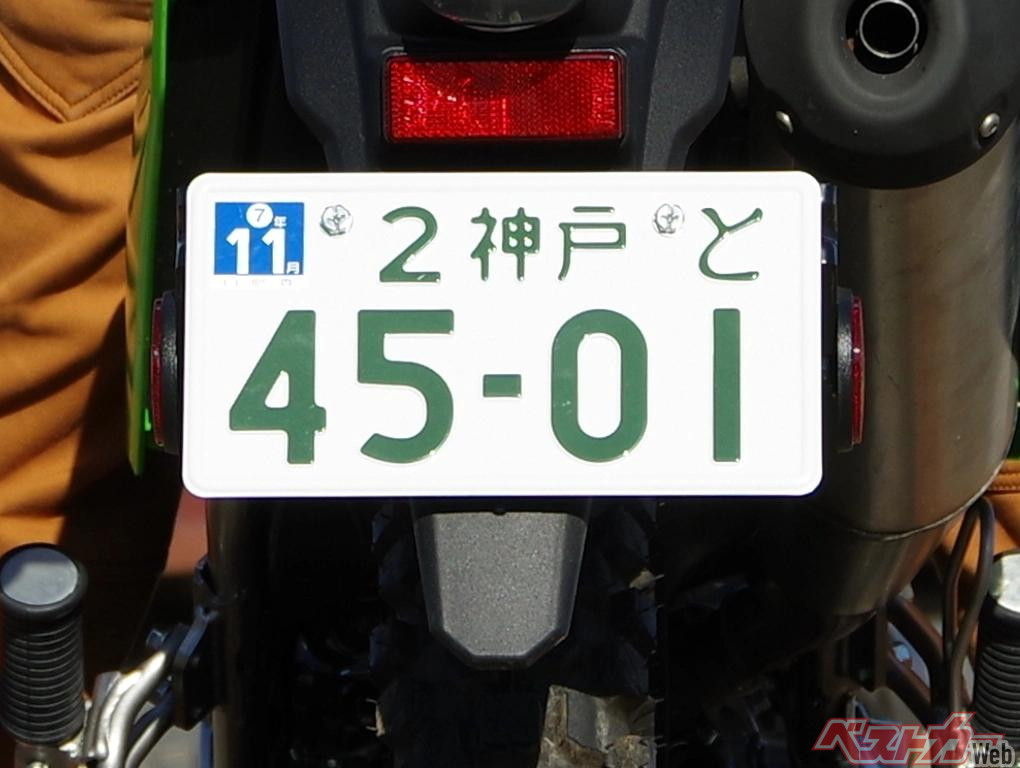 ⑦年
11月
2神戸 と
45-01
ベストカー
Web